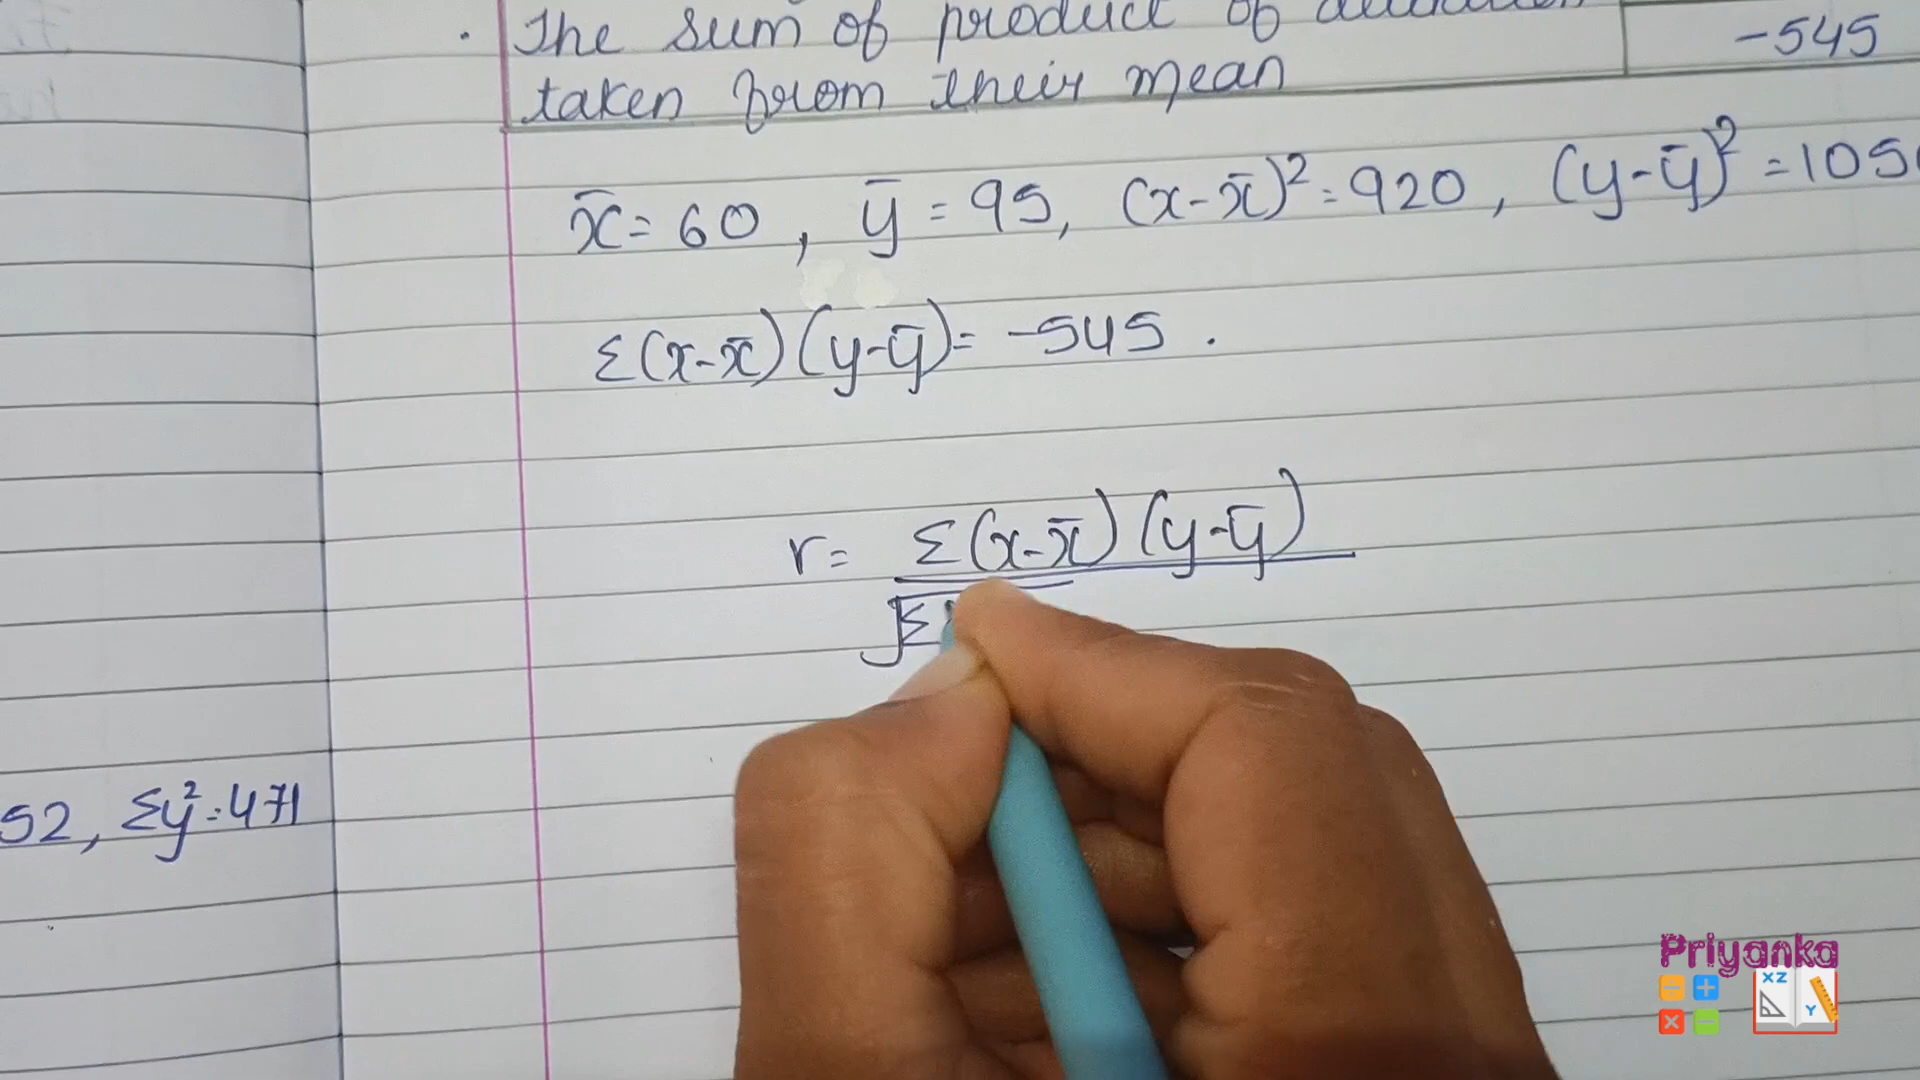 . The sum of product of -545
taken from their mean
x̄ = 60 , ȳ = 95, (x-x̄)² = 920 , (y-ȳ)² = 105
Σ(x-x̄)(y-ȳ) = -545 .
r = Σ(x-x̄)(y-ȳ)
√Σ
52, Σy² = 471
Priyanka
XZ
Y